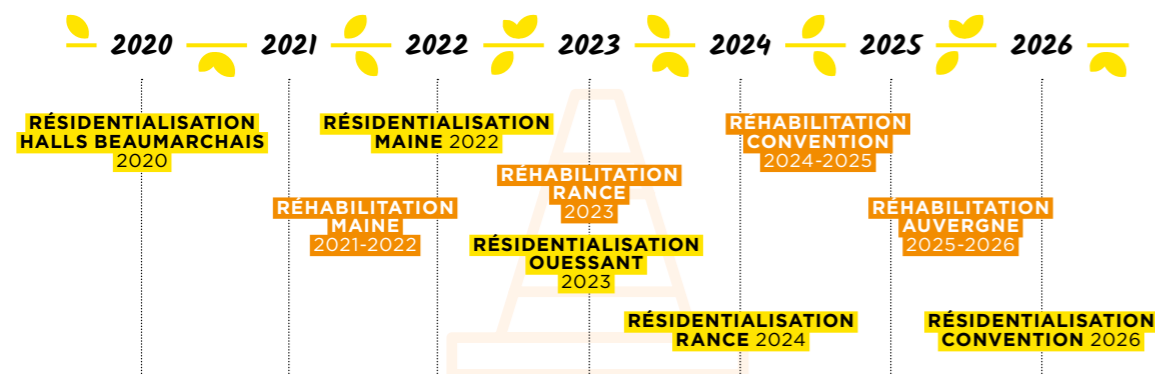 2020 2021 2022 2023 2024 2025 2026
RÉSIDENTIALISATION
HALLS BEAUMARCHAIS
2020
RÉHABILITATION
MAINE
2021-2022
RÉSIDENTIALISATION
MAINE 2022
RÉHABILITATION
RANCE
2023
RÉSIDENTIALISATION
OUESSANT
2023
RÉSIDENTIALISATION
RANCE 2024
RÉHABILITATION
CONVENTION
2024-2025
RÉHABILITATION
AUVERGNE
2025-2026
RÉSIDENTIALISATION
CONVENTION 2026